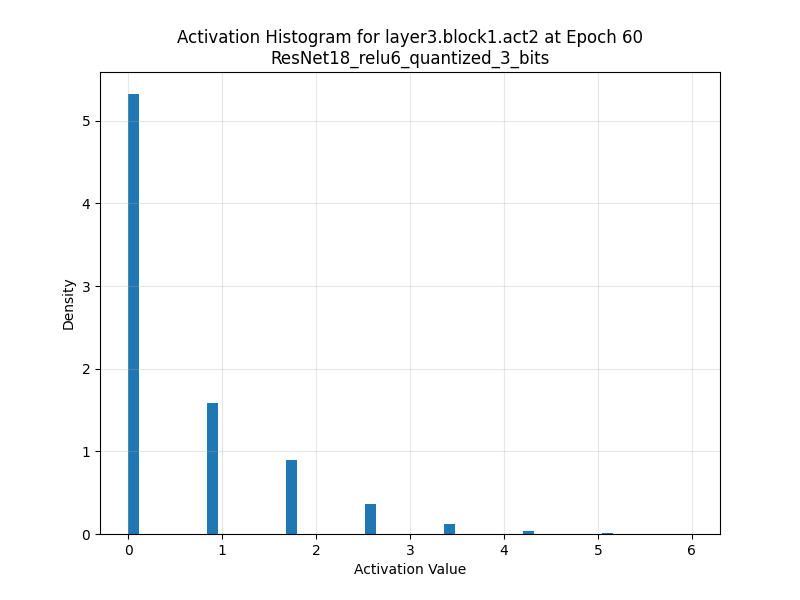 Activation Histogram for layer3.block1.act2 at Epoch 60
ResNet18_relu6_quantized_3_bits
Density
5
4
3
2
1
0
0 1 2 3 4 5 6
Activation Value